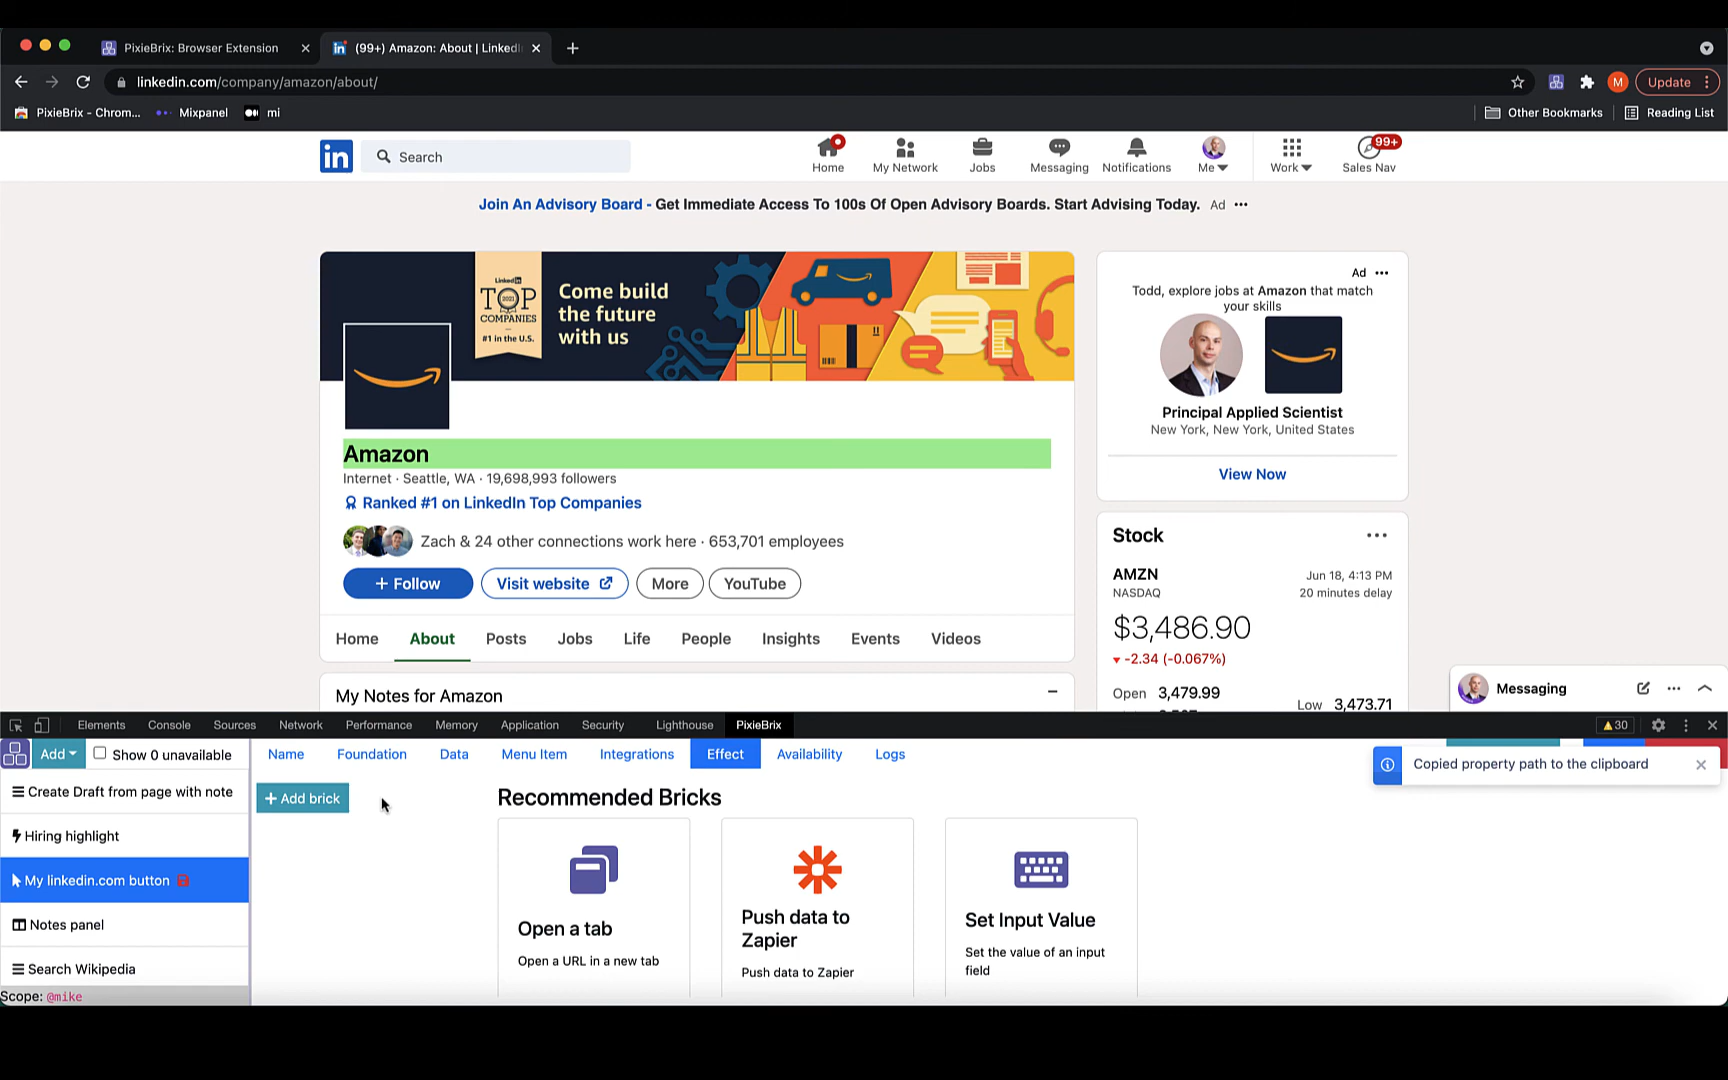 PixieBrix: Browser Extension
(99+) Amazon: About | LinkedI
linkedin.com/company/amazon/about/
M
Update
PixieBrix - Chrom...
Mixpanel
mi
Other Bookmarks
Reading List
in
Search
Home
My Network
Jobs
Messaging
Notifications
Me
Work
99+
Sales Nav
Join An Advisory Board - Get Immediate Access To 100s Of Open Advisory Boards. Start Advising Today. Ad
LinkedIn
TOP
2021
COMPANIES
#1 in the U.S.
Come build
the future
with us
Amazon
Internet · Seattle, WA · 19,698,993 followers
Ranked #1 on LinkedIn Top Companies
Zach & 24 other connections work here · 653,701 employees
+ Follow
Visit website
More
YouTube
Home
About
Posts
Jobs
Life
People
Insights
Events
Videos
My Notes for Amazon
Ad
Todd, explore jobs at Amazon that match
your skills
Principal Applied Scientist
New York, New York, United States
View Now
Stock
AMZN
Jun 18, 4:13 PM
NASDAQ
20 minutes delay
$3,486.90
-2.34 (-0.067%)
Open 3,479.99
Low 3,473.71
Messaging
Elements
Console
Sources
Network
Performance
Memory
Application
Security
Lighthouse
PixieBrix
30
Add
Show 0 unavailable
Name
Foundation
Data
Menu Item
Integrations
Effect
Availability
Logs
Copied property path to the clipboard
Create Draft from page with note
Hiring highlight
My linkedin.com button
Notes panel
Search Wikipedia
Scope: @mike
+ Add brick
Recommended Bricks
Open a tab
Open a URL in a new tab
Push data to
Zapier
Push data to Zapier
Set Input Value
Set the value of an input
field